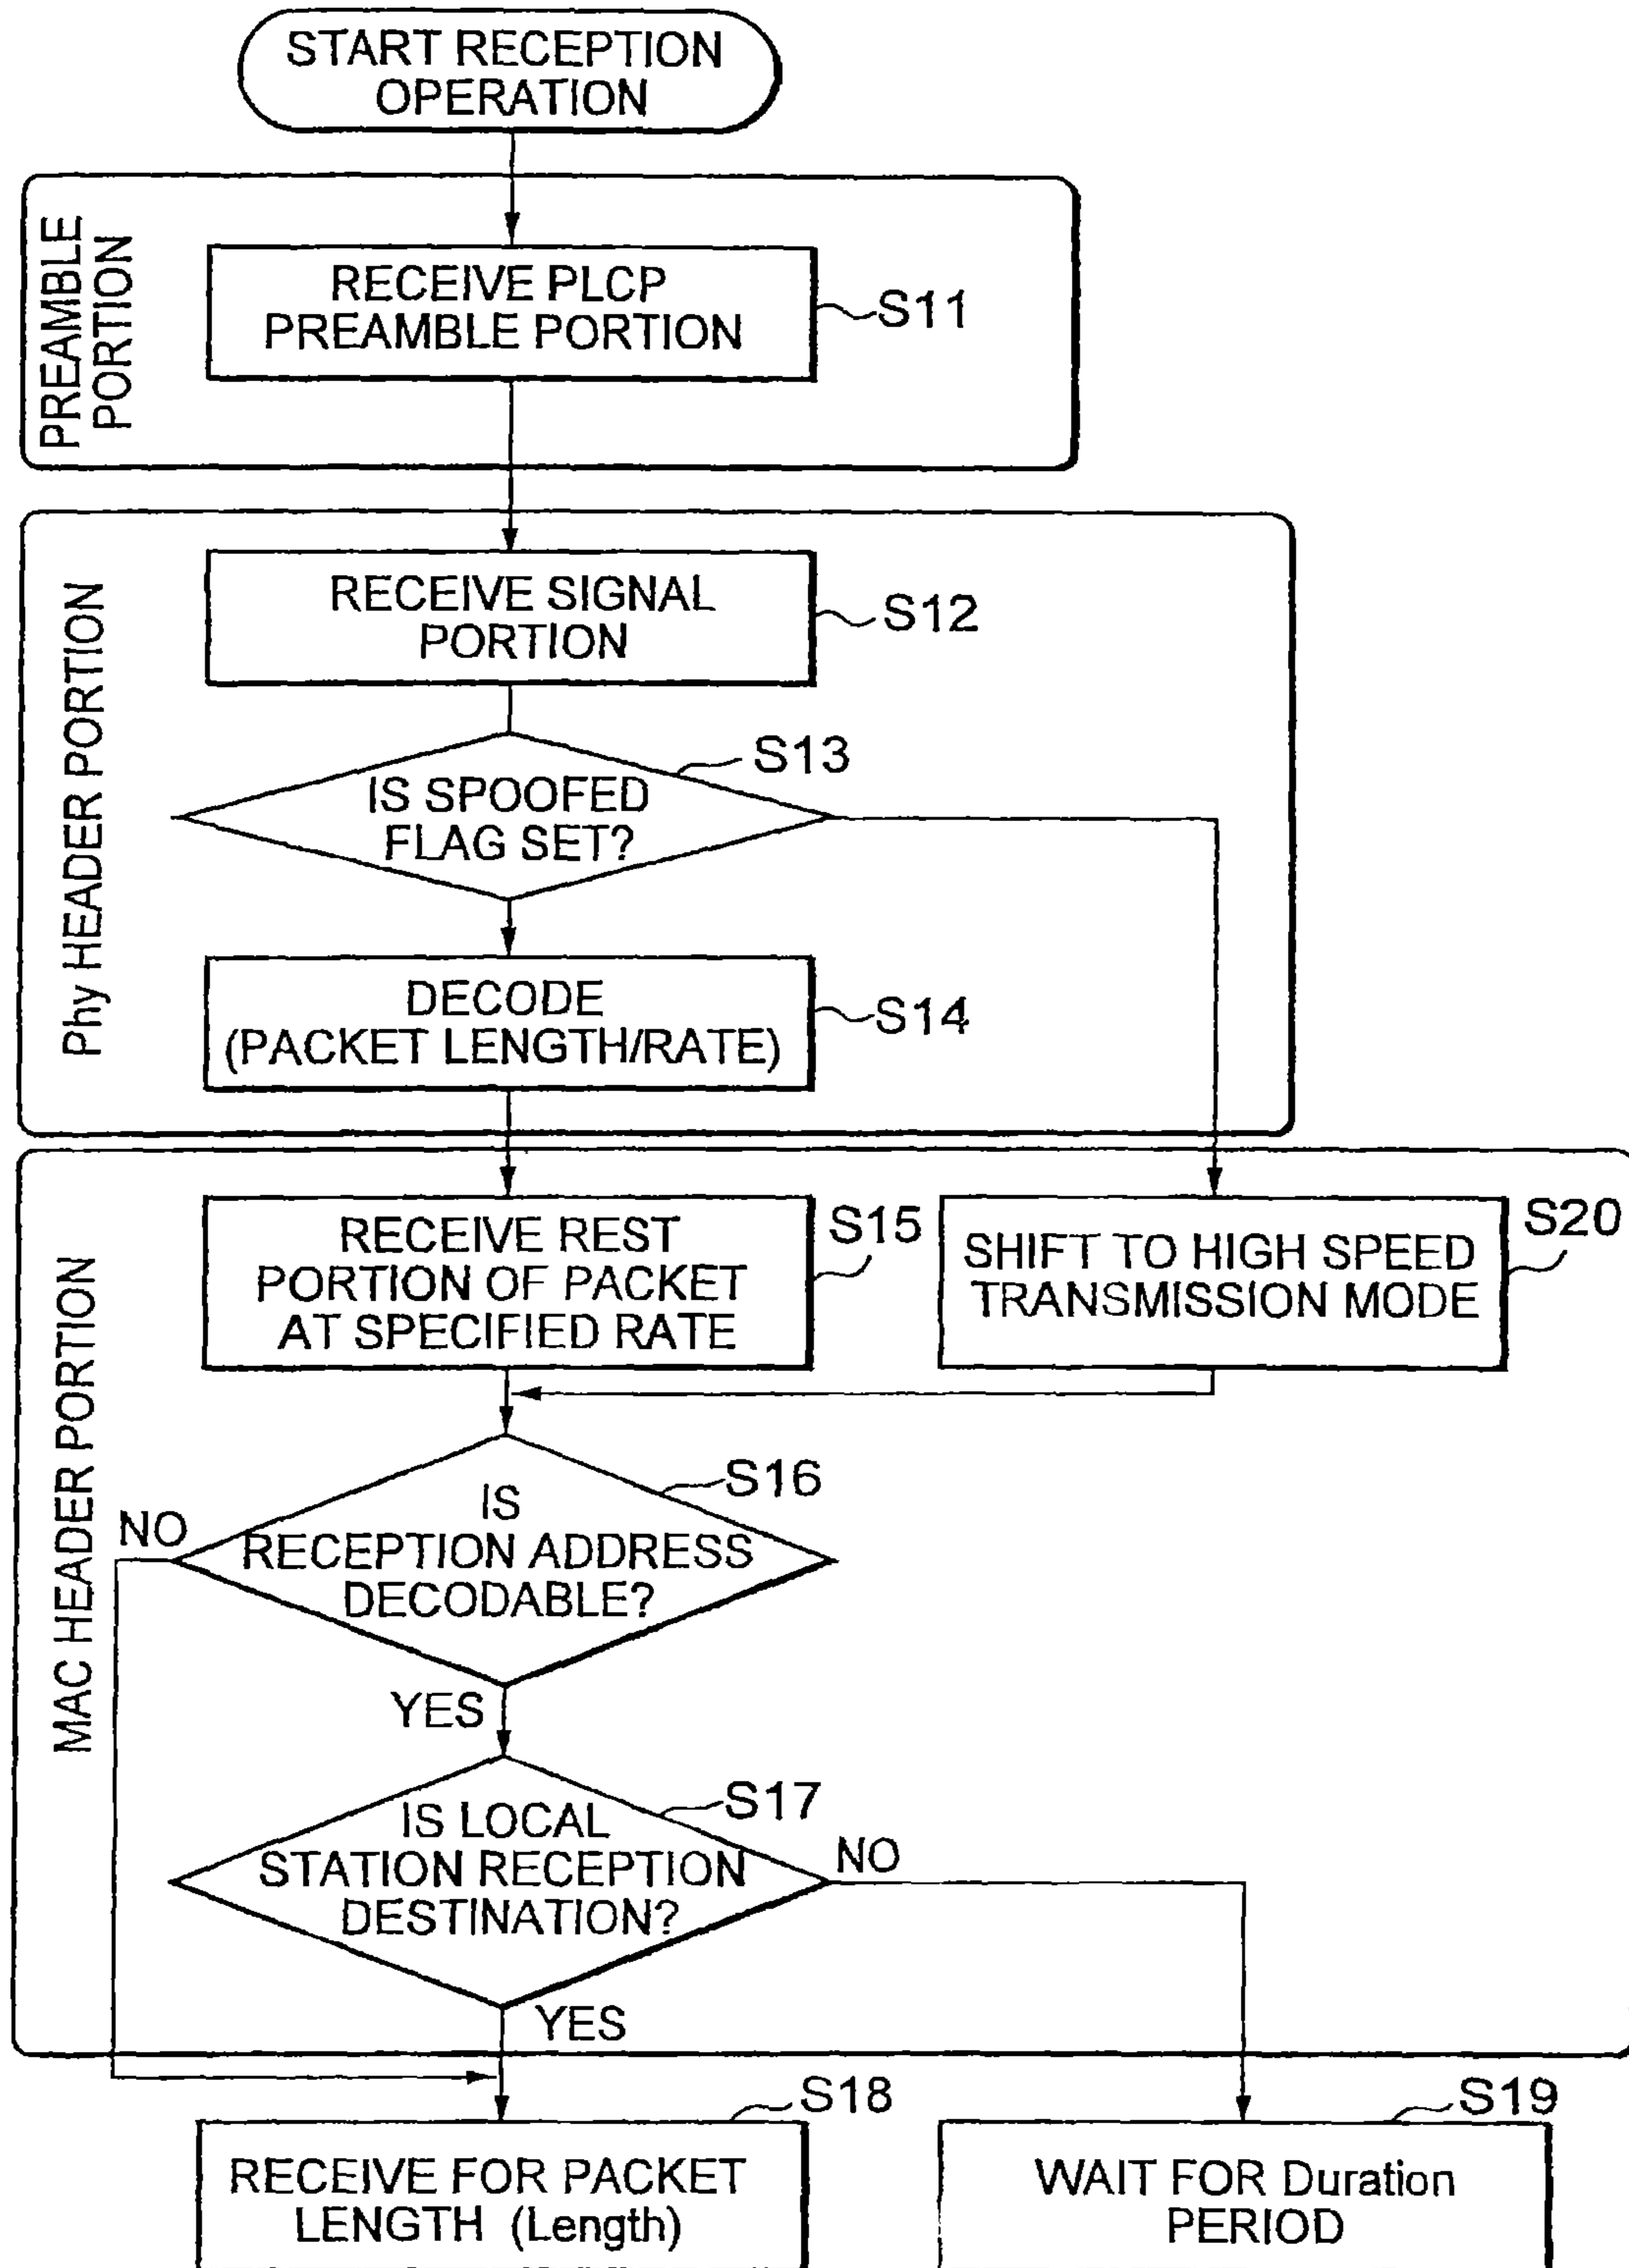 START RECEPTION
OPERATION
PREAMBLE
PORTION
RECEIVE PLCP
PREAMBLE PORTION
S11
Phy HEADER PORTION
RECEIVE SIGNAL
PORTION
S12
S13
IS SPOOFED
FLAG SET?
DECODE
(PACKET LENGTH/RATE)
S14
MAC HEADER PORTION
RECEIVE REST
PORTION OF PACKET
AT SPECIFIED RATE
S15
SHIFT TO HIGH SPEED
TRANSMISSION MODE
S20
S16
IS
RECEPTION ADDRESS
DECODABLE?
NO
YES
S17
IS LOCAL
STATION RECEPTION
DESTINATION?
NO
YES
S18
RECEIVE FOR PACKET
LENGTH (Length)
S19
WAIT FOR Duration
PERIOD